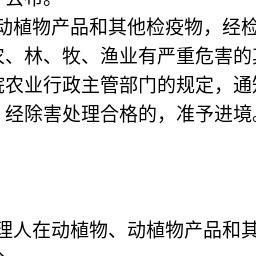 公布。
动植物产品和其他检疫物，经检
农、林、牧、渔业有严重危害的
院农业行政主管部门的规定，通知
经除害处理合格的，准予进境。
理人在动植物、动植物产品和其